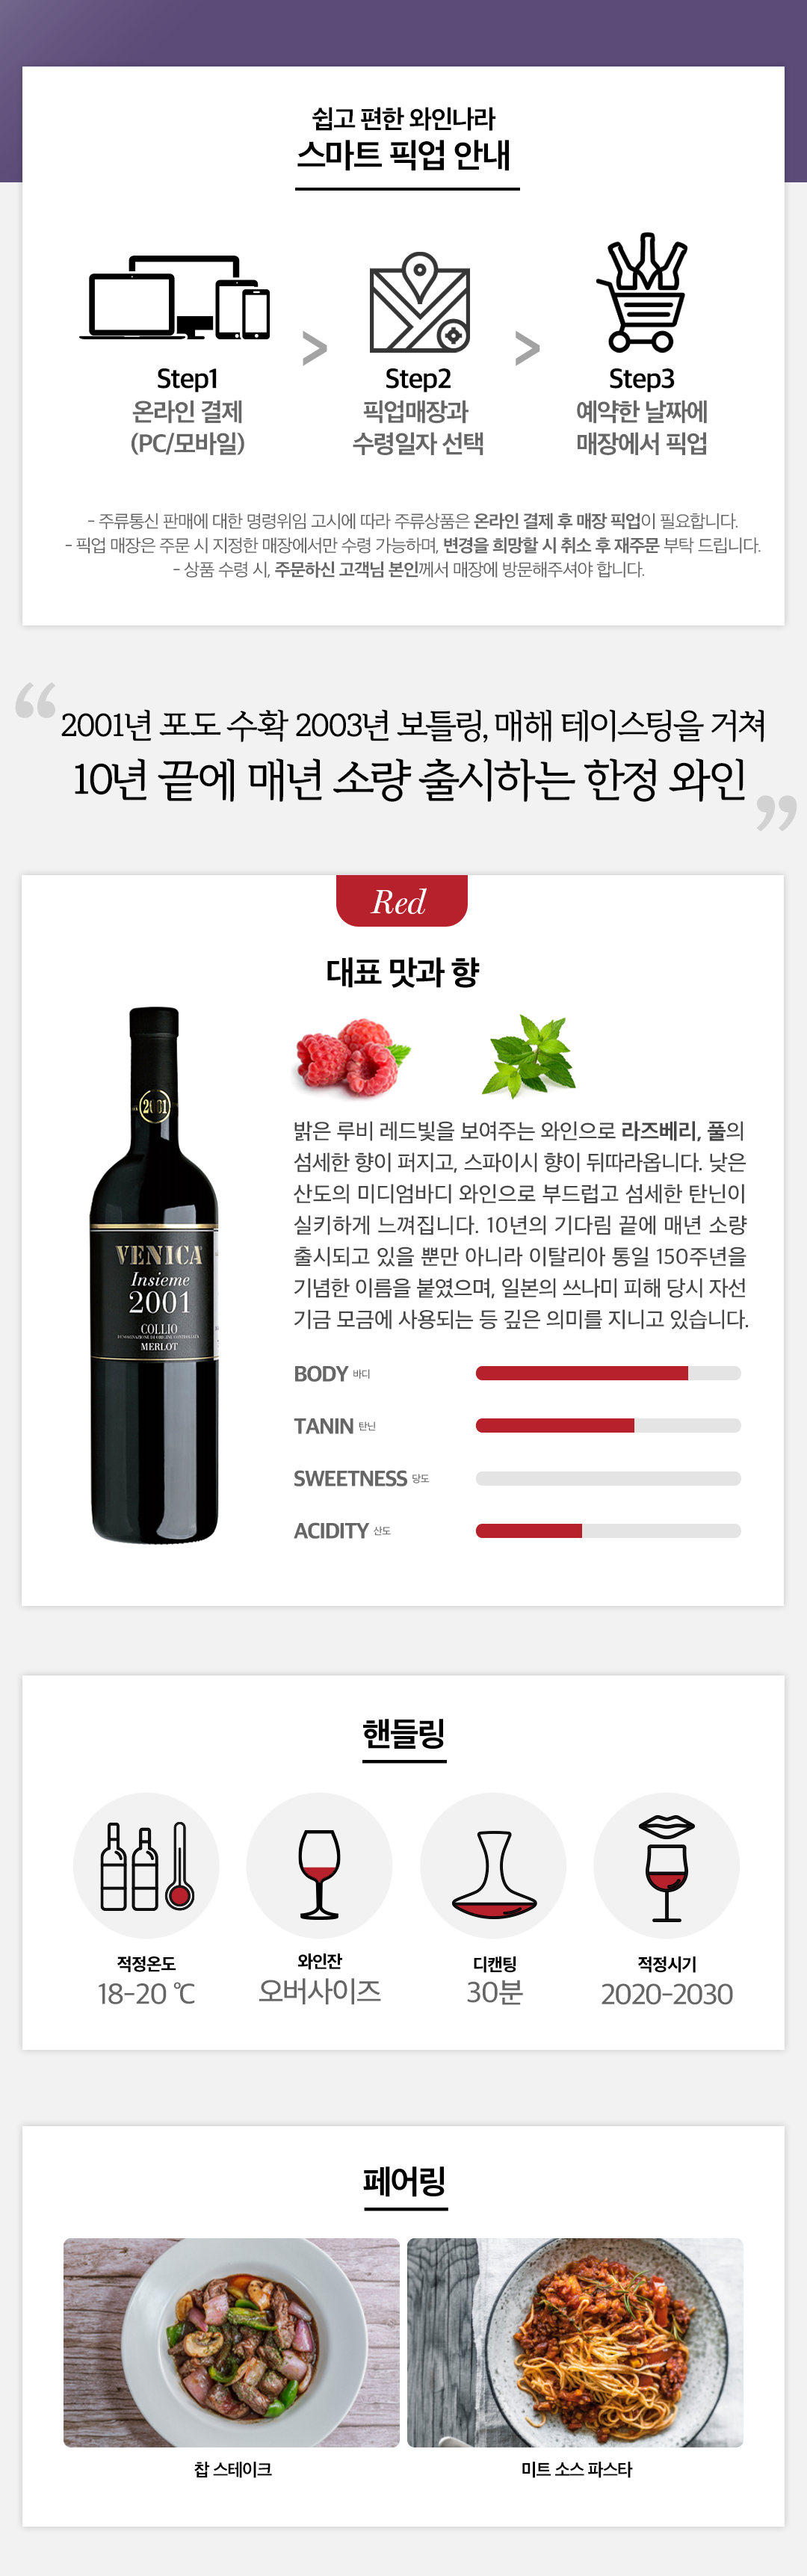 쉽고 편한 와인나라
스마트 픽업 안내
Step1
온라인 결제
(PC/모바일)
>
Step2
픽업매장과
수령일자 선택
>
Step3
예약한 날짜에
매장에서 픽업
- 주류통신 판매에 대한 명령위임 고시에 따라 주류상품은 온라인 결제 후 매장 픽업이 필요합니다.
- 픽업 매장은 주문 시 지정한 매장에서만 수령 가능하며, 변경을 희망할 시 취소 후 재주문 부탁 드립니다.
- 상품 수령 시, 주문하신 고객님 본인께서 매장에 방문해주셔야 합니다.
“2001년 포도 수확 2003년 보틀링, 매해 테이스팅을 거쳐
10년 끝에 매년 소량 출시하는 한정 와인”
Red
대표 맛과 향
2001
VENICA
Insieme
2001
COLLIO
DENOMINAZIONE DI ORIGINE CONTROLLATA
MERLOT
밝은 루비 레드빛을 보여주는 와인으로 라즈베리, 풀의
섬세한 향이 퍼지고, 스파이시 향이 뒤따라옵니다. 낮은
산도의 미디엄바디 와인으로 부드럽고 섬세한 탄닌이
실키하게 느껴집니다. 10년의 기다림 끝에 매년 소량
출시되고 있을 뿐만 아니라 이탈리아 통일 150주년을
기념한 이름을 붙였으며, 일본의 쓰나미 피해 당시 자선
기금 모금에 사용되는 등 깊은 의미를 지니고 있습니다.
BODY 바디
TANIN 탄닌
SWEETNESS 당도
ACIDITY 산도
핸들링
적정온도
18-20 ℃
와인잔
오버사이즈
디캔팅
30분
적정시기
2020-2030
페어링
찹 스테이크
미트 소스 파스타